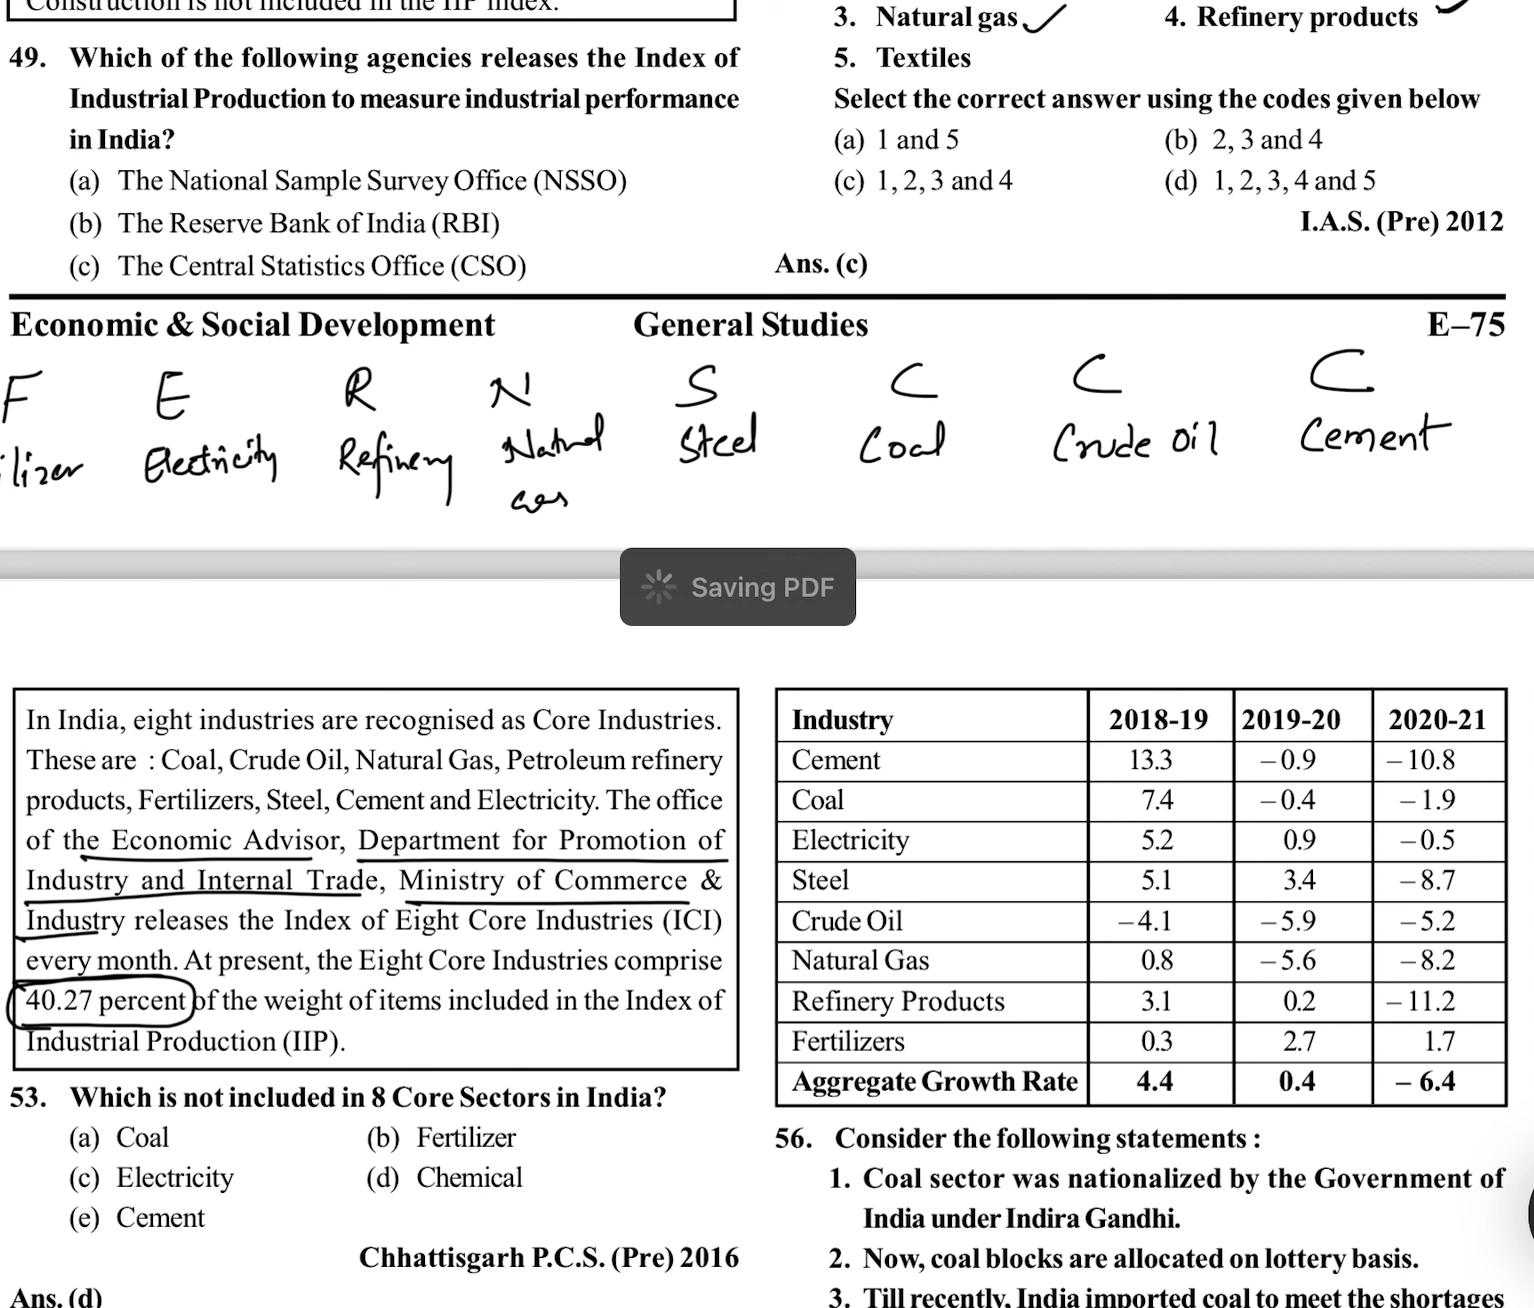 Construction is not included in the IIP index.
49. Which of the following agencies releases the Index of
Industrial Production to measure industrial performance
in India?
(a) The National Sample Survey Office (NSSO)
(b) The Reserve Bank of India (RBI)
(c) The Central Statistics Office (CSO)
3. Natural gas 4. Refinery products
5. Textiles
Select the correct answer using the codes given below
(a) 1 and 5 (b) 2, 3 and 4
(c) 1, 2, 3 and 4 (d) 1, 2, 3, 4 and 5
I.A.S. (Pre) 2012
Ans. (c)
Economic & Social Development General Studies E–75
F E R N S C C C
ilizer Electricity Refinery Natural Steel Coal Crude oil Cement
Gas
Saving PDF
In India, eight industries are recognised as Core Industries.
These are : Coal, Crude Oil, Natural Gas, Petroleum refinery
products, Fertilizers, Steel, Cement and Electricity. The office
of the Economic Advisor, Department for Promotion of
Industry and Internal Trade, Ministry of Commerce &
Industry releases the Index of Eight Core Industries (ICI)
every month. At present, the Eight Core Industries comprise
40.27 percent of the weight of items included in the Index of
Industrial Production (IIP).
53. Which is not included in 8 Core Sectors in India?
(a) Coal (b) Fertilizer
(c) Electricity (d) Chemical
(e) Cement
Chhattisgarh P.C.S. (Pre) 2016
Ans. (d)
Industry 2018-19 2019-20 2020-21
Cement 13.3 – 0.9 – 10.8
Coal 7.4 – 0.4 – 1.9
Electricity 5.2 0.9 – 0.5
Steel 5.1 3.4 – 8.7
Crude Oil – 4.1 – 5.9 – 5.2
Natural Gas 0.8 – 5.6 – 8.2
Refinery Products 3.1 0.2 – 11.2
Fertilizers 0.3 2.7 1.7
Aggregate Growth Rate 4.4 0.4 – 6.4
56. Consider the following statements :
1. Coal sector was nationalized by the Government of
India under Indira Gandhi.
2. Now, coal blocks are allocated on lottery basis.
3. Till recently, India imported coal to meet the shortages